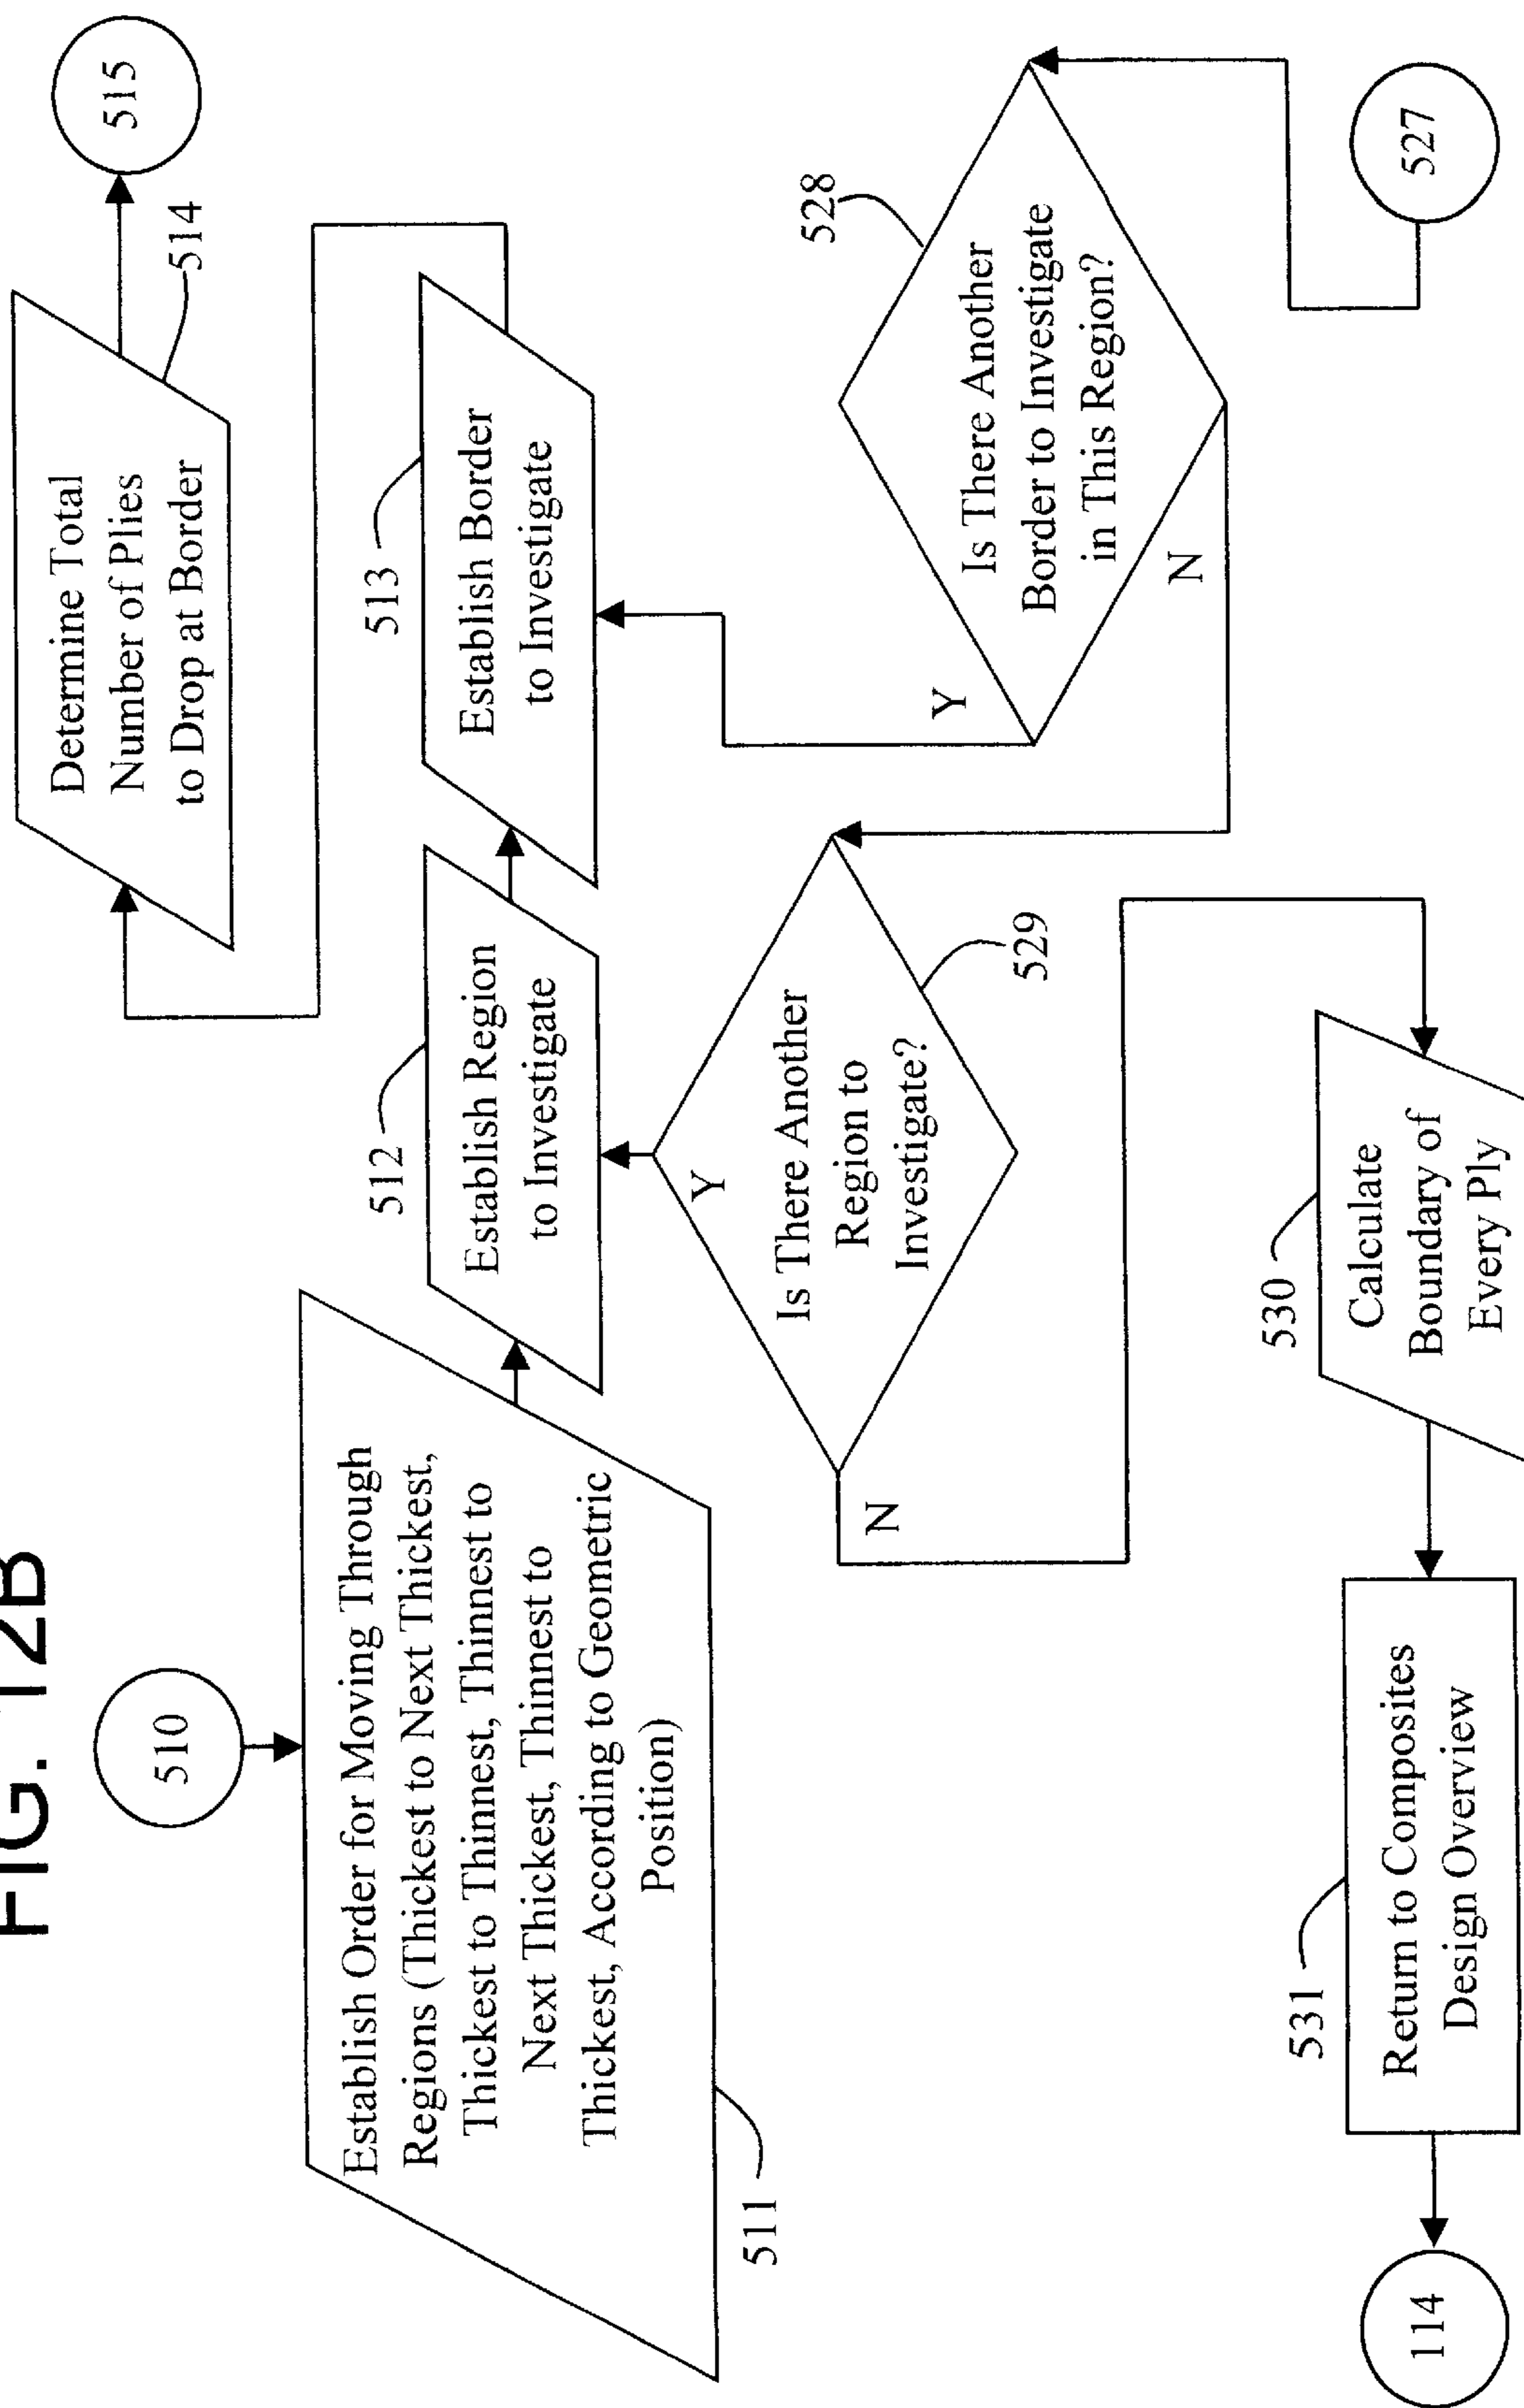 FIG. 12B
510
Establish Order for Moving Through
Regions (Thickest to Next Thickest,
Thickest to Thinnest, Thinnest to
Next Thickest, Thinnest to
Thickest, According to Geometric
Position)
511
512
Establish Region
to Investigate
513
Establish Border
to Investigate
Determine Total
Number of Plies
to Drop at Border
514
515
Is There Another
Region to
Investigate?
Y
N
529
528
Is There Another
Border to Investigate
in This Region?
Y
N
527
530
Calculate
Boundary of
Every Ply
531
Return to Composites
Design Overview
114